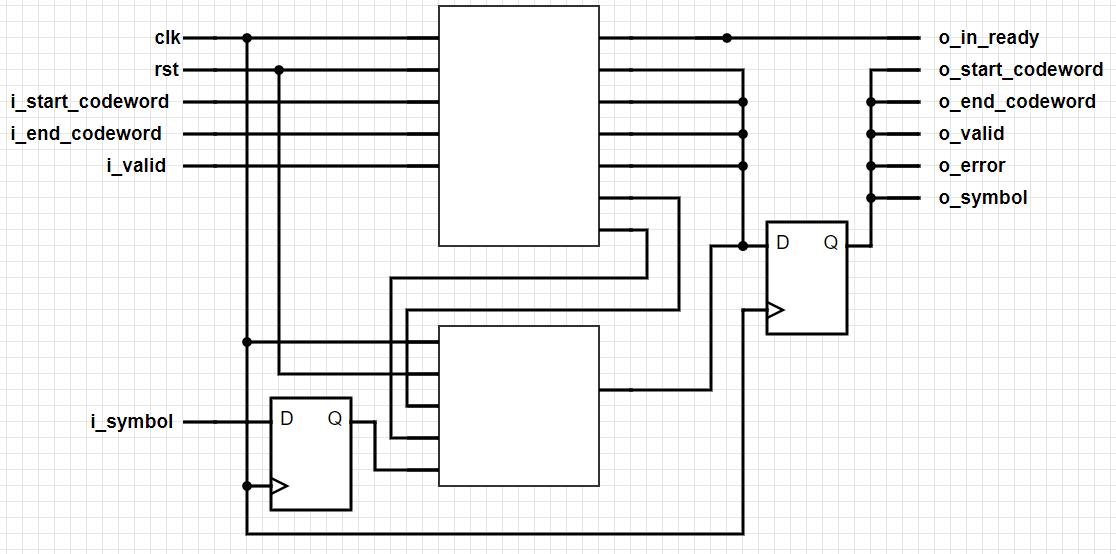 clk
rst
i_start_codeword
i_end_codeword
i_valid
o_in_ready
o_start_codeword
o_end_codeword
o_valid
o_error
o_symbol
D Q
i_symbol
D Q